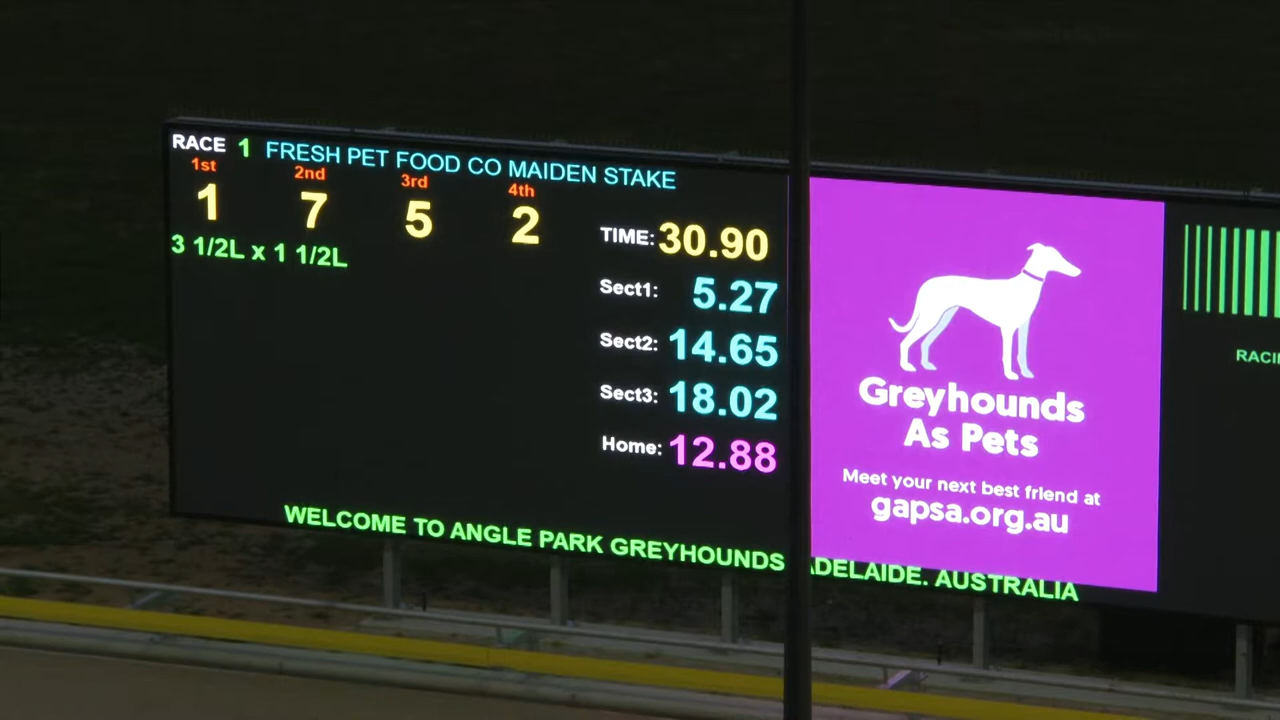 RACE 1 FRESH PET FOOD CO MAIDEN STAKE
1st 2nd 3rd 4th
1 7 5 2
3 1/2L x 1 1/2L
TIME: 30.90
Sect1: 5.27
Sect2: 14.65
Sect3: 18.02
Home: 12.88
Greyhounds
As Pets
Meet your next best friend at
gapsa.org.au
WELCOME TO ANGLE PARK GREYHOUNDS ADELAIDE. AUSTRALIA